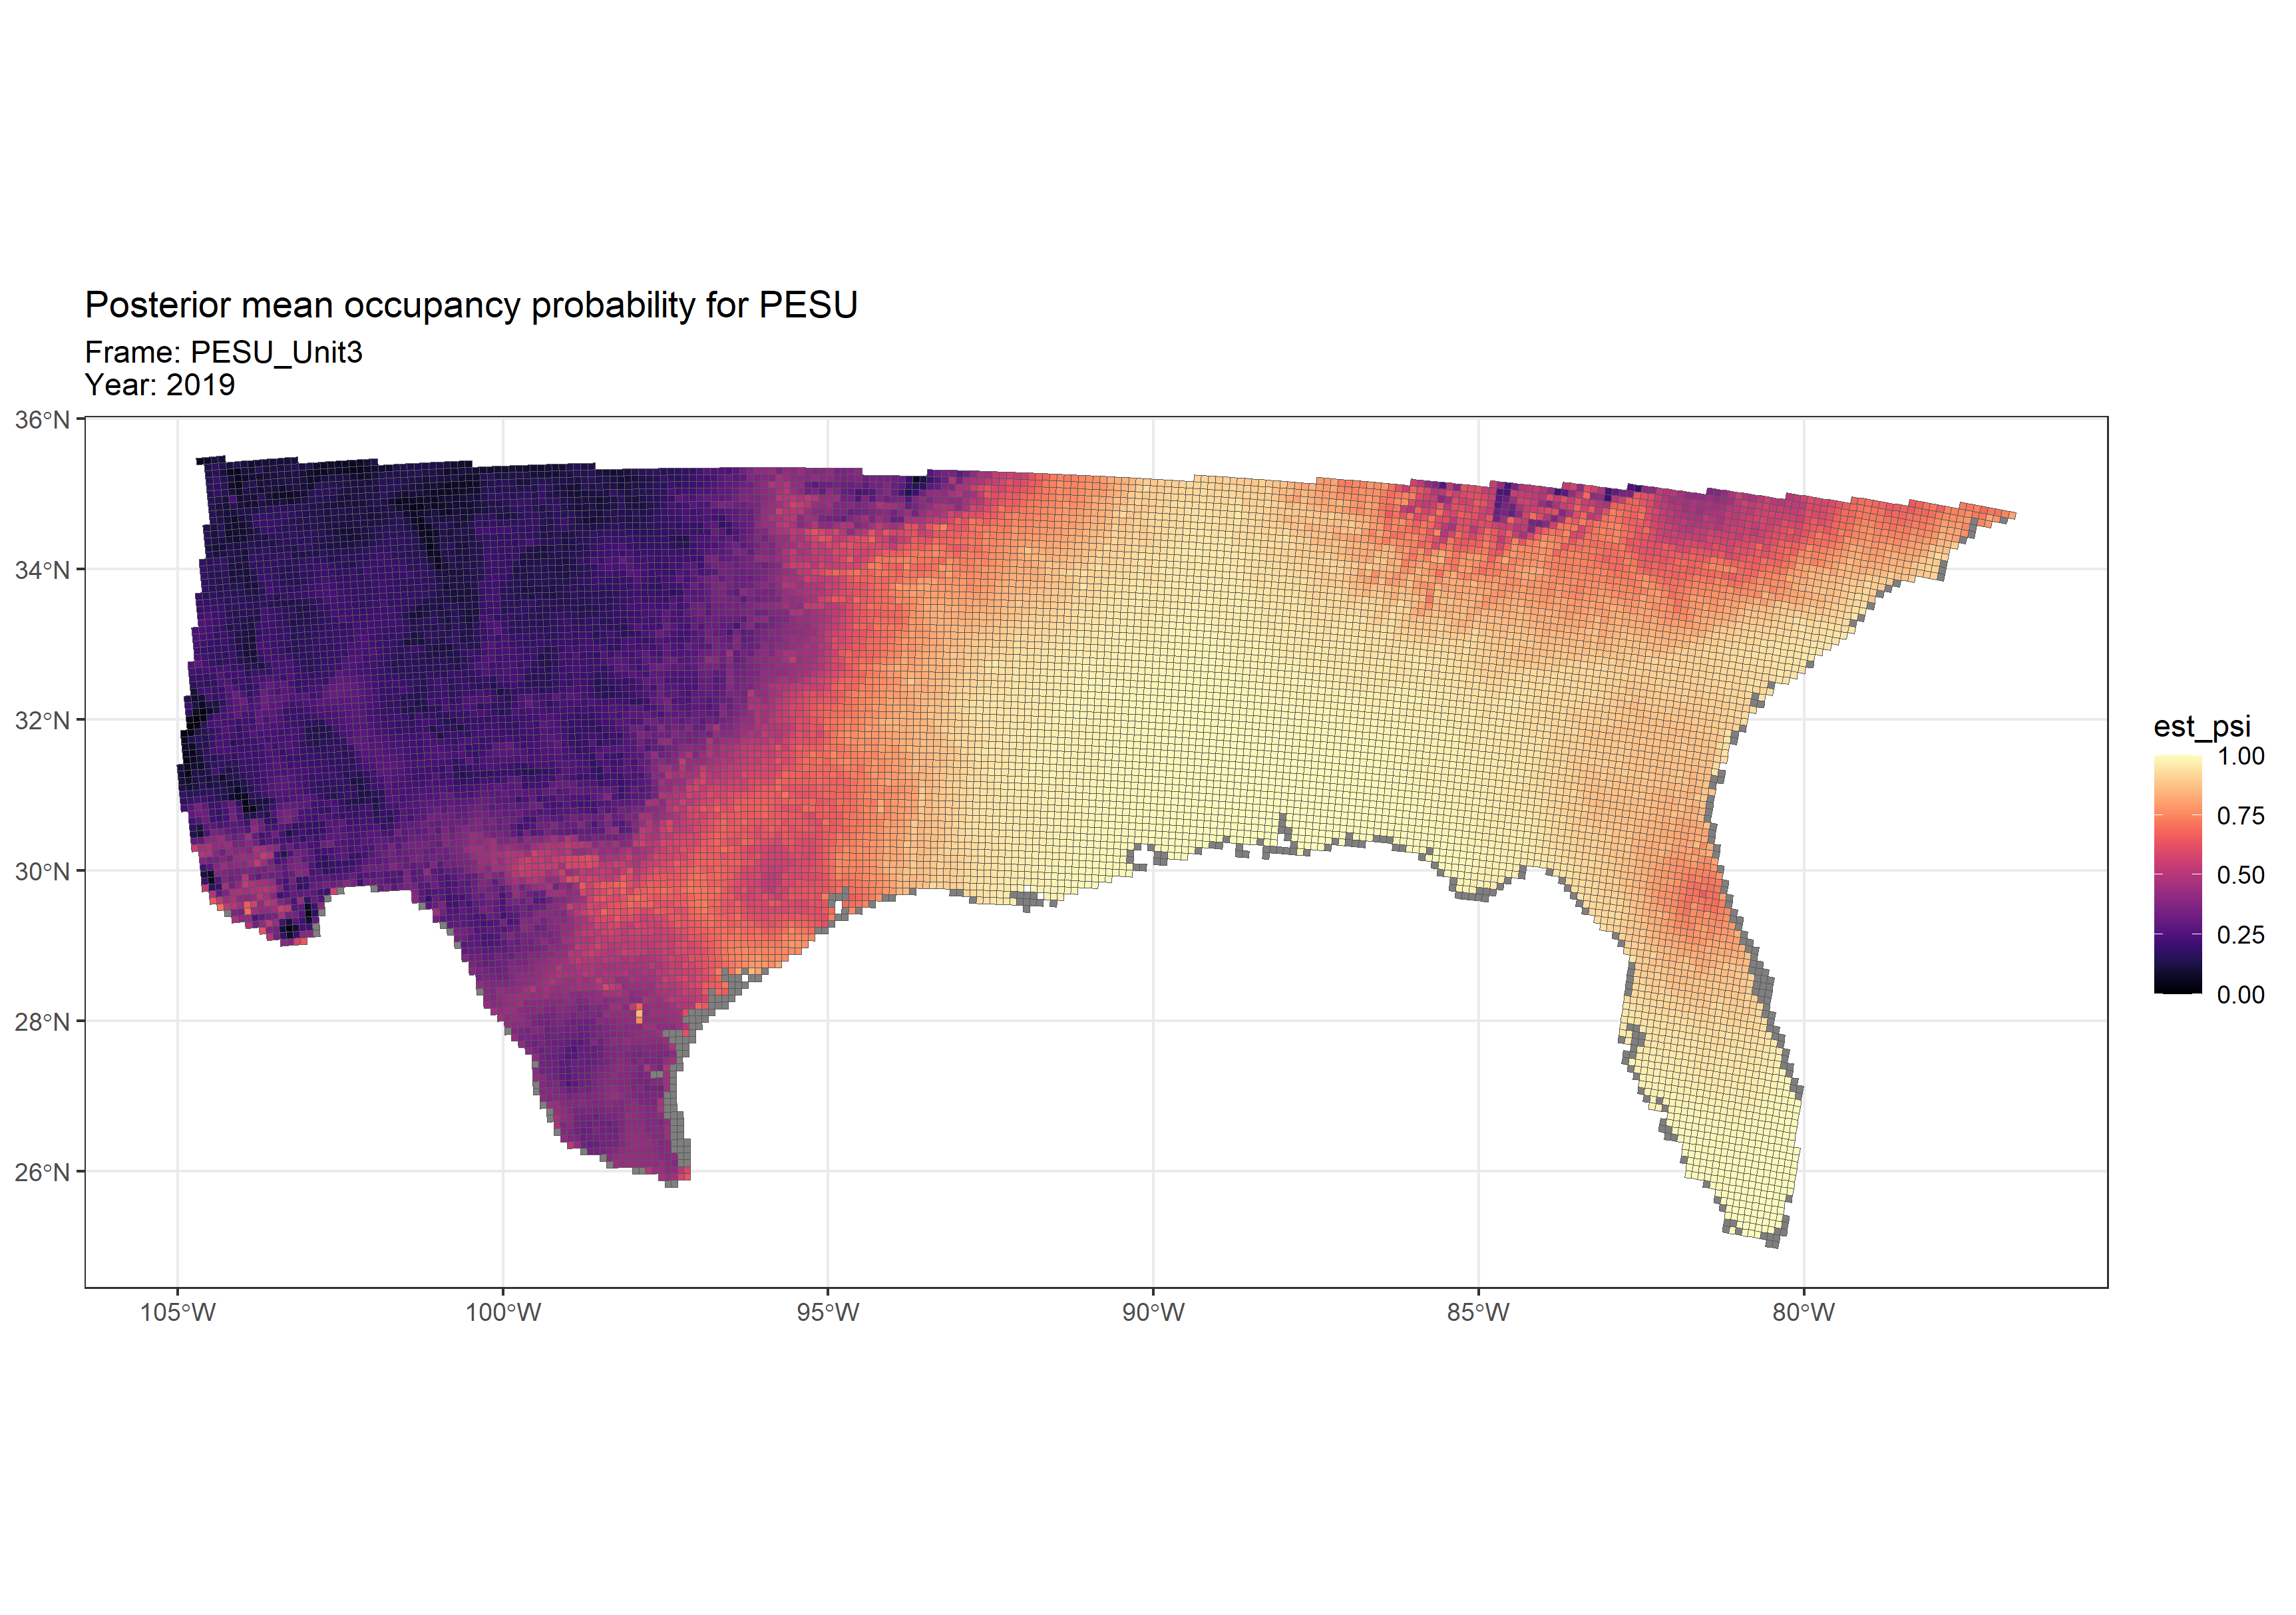 Posterior mean occupancy probability for PESU
Frame: PESU_Unit3
Year: 2019
36°N
34°N
32°N
30°N
28°N
26°N
105°W
100°W
95°W
90°W
85°W
80°W
est_psi
1.00
0.75
0.50
0.25
0.00